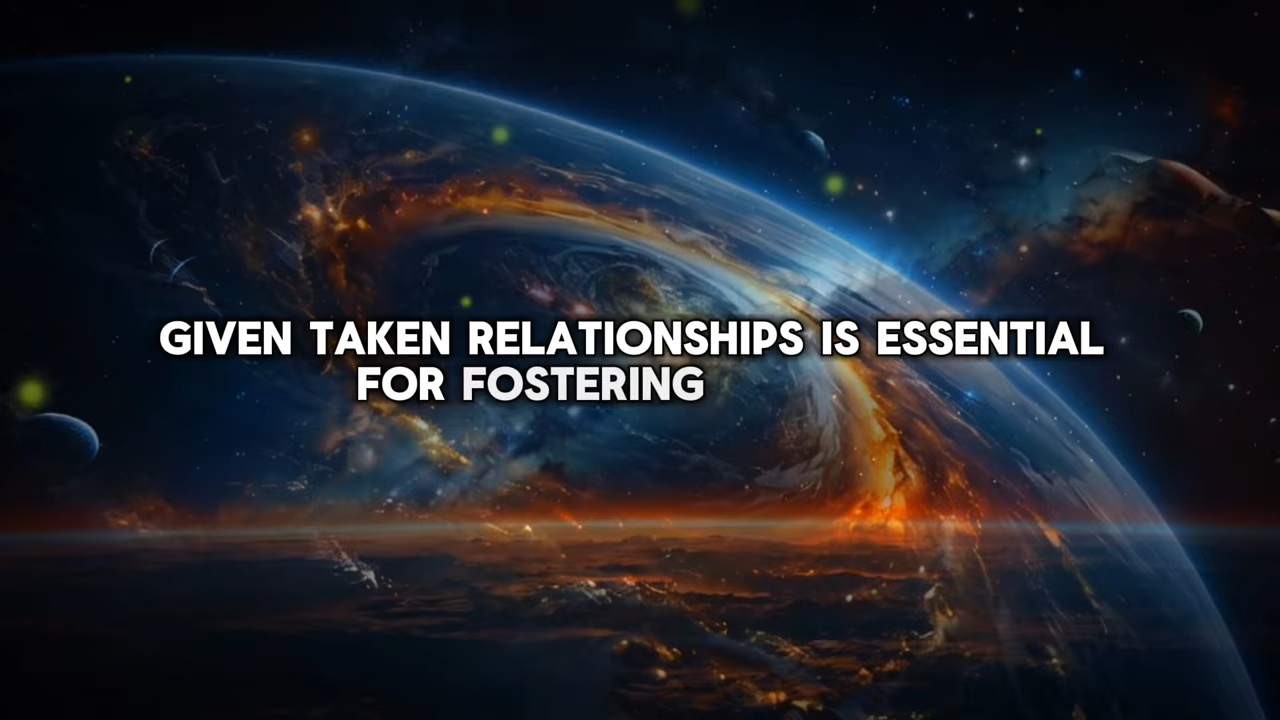 GIVEN TAKEN RELATIONSHIPS IS ESSENTIAL
FOR FOSTERING